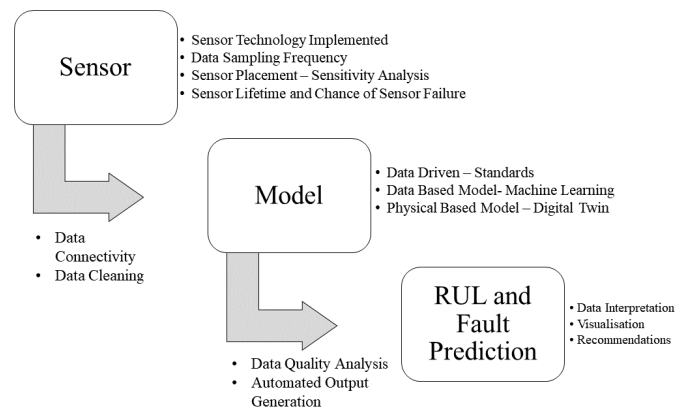 Sensor
• Sensor Technology Implemented
• Data Sampling Frequency
• Sensor Placement – Sensitivity Analysis
• Sensor Lifetime and Chance of Sensor Failure
• Data
Connectivity
• Data Cleaning
Model
• Data Driven – Standards
• Data Based Model- Machine Learning
• Physical Based Model – Digital Twin
• Data Quality Analysis
• Automated Output
Generation
RUL and
Fault
Prediction
• Data Interpretation
• Visualisation
• Recommendations